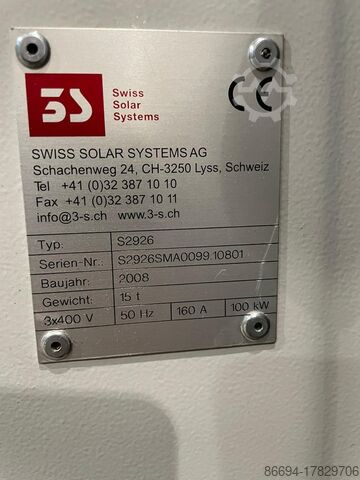 3S
Swiss
Solar
Systems
CE
SWISS SOLAR SYSTEMS AG
Schachenweg 24, CH-3250 Lyss, Schweiz
Tel +41 (0)32 387 10 10
Fax +41 (0)32 387 10 11
info@3-s.ch www.3-s.ch
Typ: S2926
Serien-Nr.: S2926SMA0099.10801
Baujahr: 2008
Gewicht: 15 t
3x400 V 50 Hz 160 A 100 kW
86694-17829706